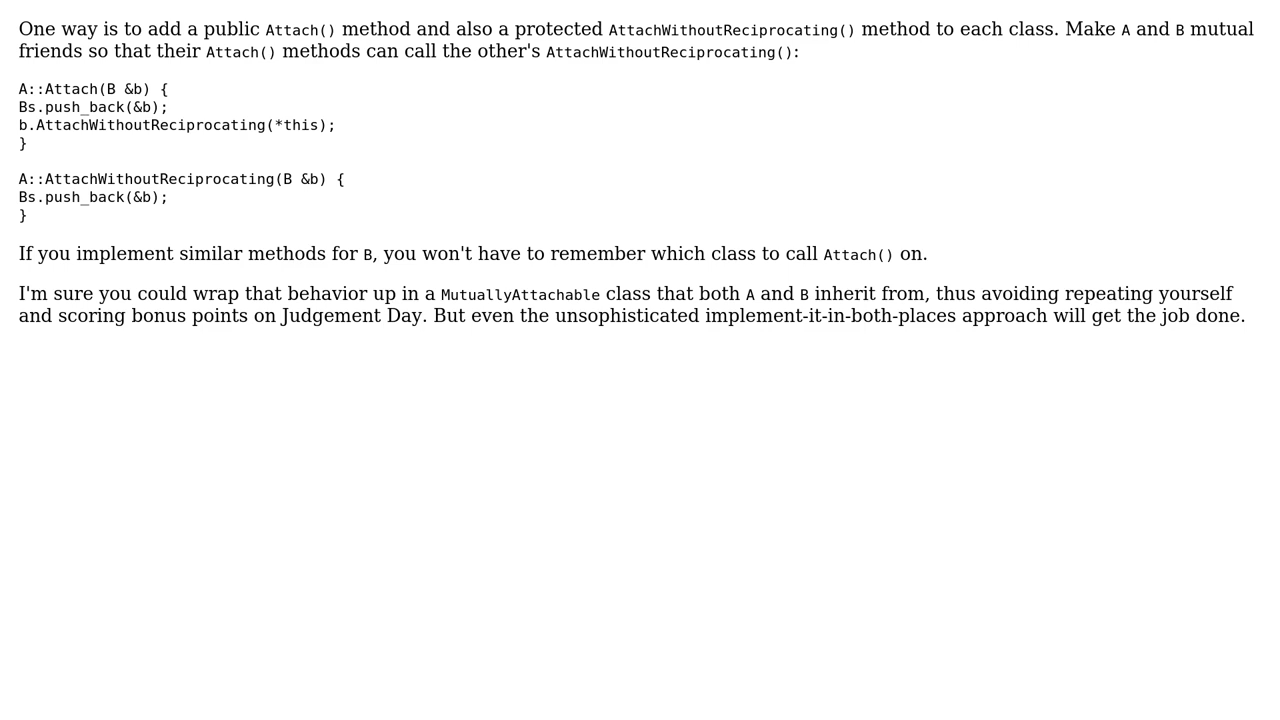 One way is to add a public Attach() method and also a protected AttachWithoutReciprocating() method to each class. Make A and B mutual
friends so that their Attach() methods can call the other's AttachWithoutReciprocating():
A::Attach(B &b) {
Bs.push_back(&b);
b.AttachWithoutReciprocating(*this);
}
A::AttachWithoutReciprocating(B &b) {
Bs.push_back(&b);
}
If you implement similar methods for B, you won't have to remember which class to call Attach() on.
I'm sure you could wrap that behavior up in a MutuallyAttachable class that both A and B inherit from, thus avoiding repeating yourself
and scoring bonus points on Judgement Day. But even the unsophisticated implement-it-in-both-places approach will get the job done.